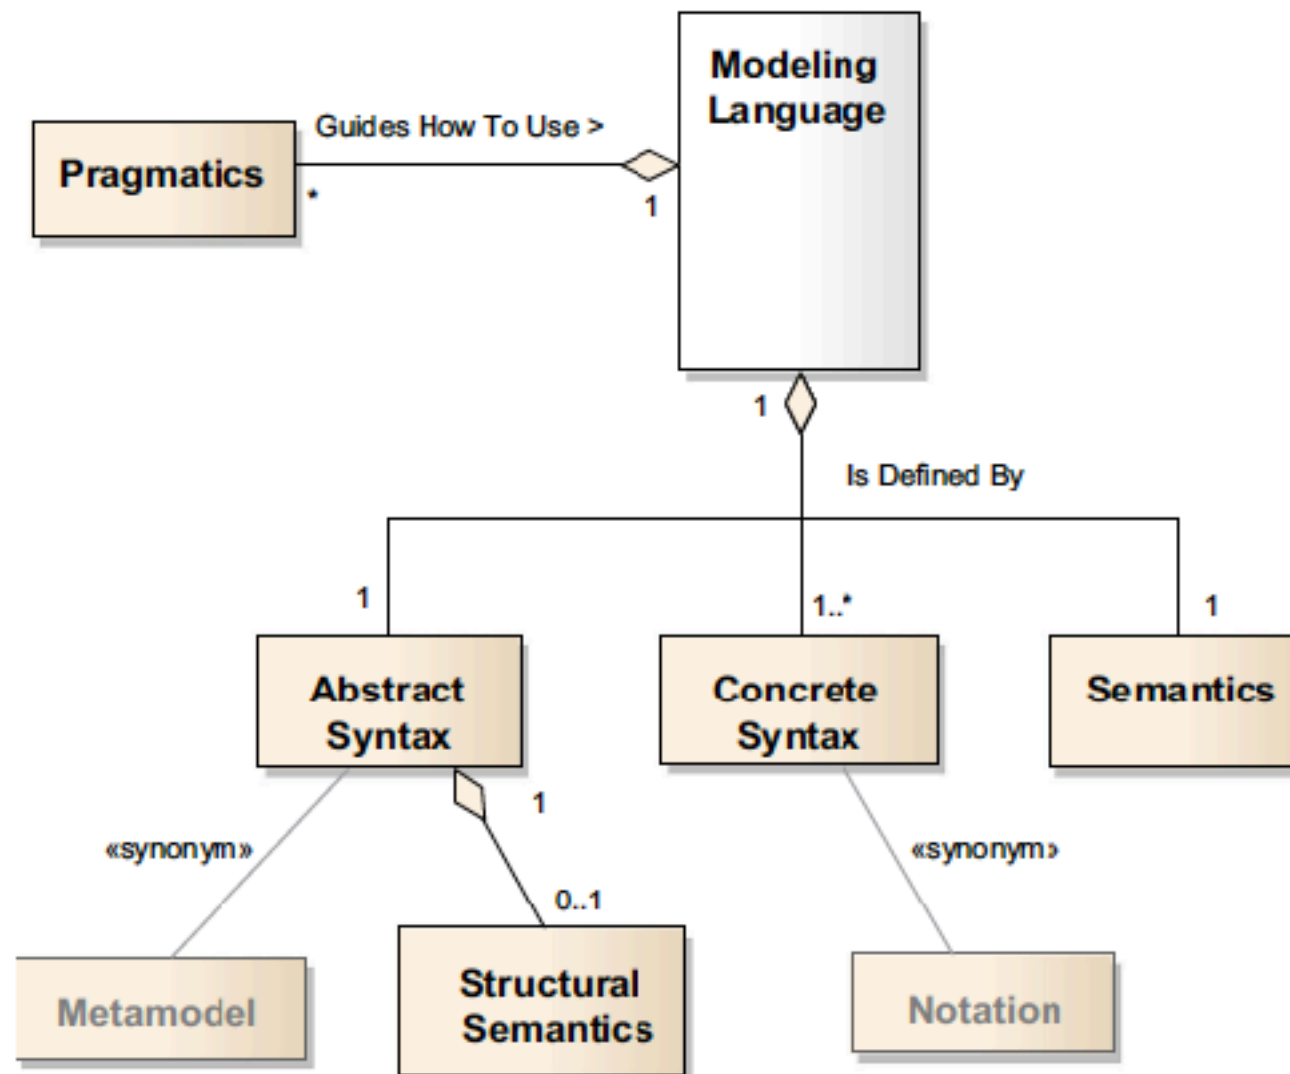 Modeling
Language
Guides How To Use >
Pragmatics
*
1
1
Is Defined By
1
1..*
1
Abstract
Syntax
Concrete
Syntax
Semantics
1
«synonym»
«synonym»
0..1
Structural
Semantics
Metamodel
Notation